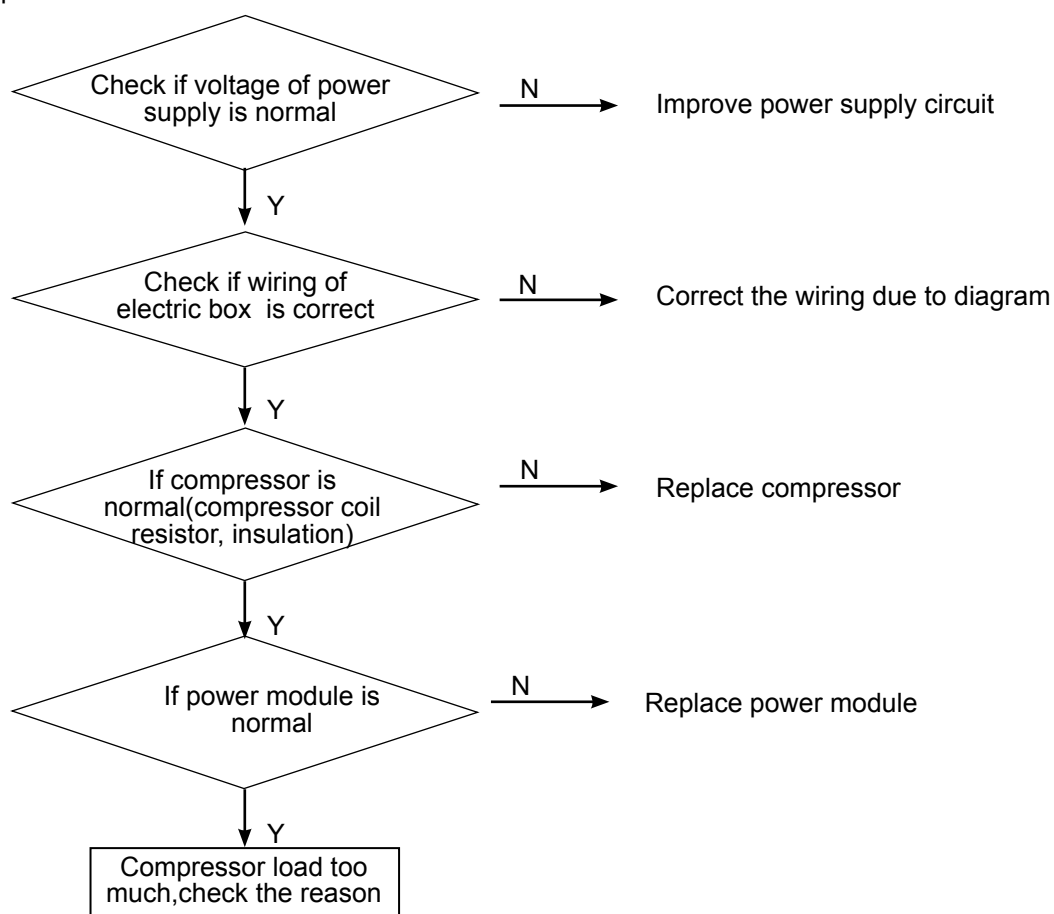 Check if voltage of power
supply is normal
N
Improve power supply circuit
Y
Check if wiring of
electric box  is correct
N
Correct the wiring due to diagram
Y
If compressor is
normal(compressor coil
resistor, insulation)
N
Replace compressor
Y
If power module is
normal
N
Replace power module
Y
Compressor load too
much,check the reason